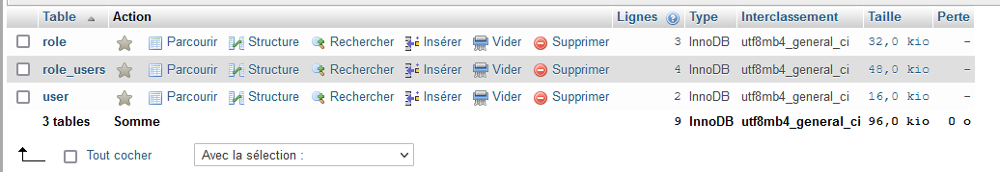 Table Action Lignes Type Interclassement Taille Perte
role Parcourir Structure Rechercher Insérer Vider Supprimer 3 InnoDB utf8mb4_general_ci 32,0 kio -
role_users Parcourir Structure Rechercher Insérer Vider Supprimer 4 InnoDB utf8mb4_general_ci 48,0 kio -
user Parcourir Structure Rechercher Insérer Vider Supprimer 2 InnoDB utf8mb4_general_ci 16,0 kio -
3 tables Somme 9 InnoDB utf8mb4_general_ci 96,0 kio 0 o
Tout cocher Avec la sélection :